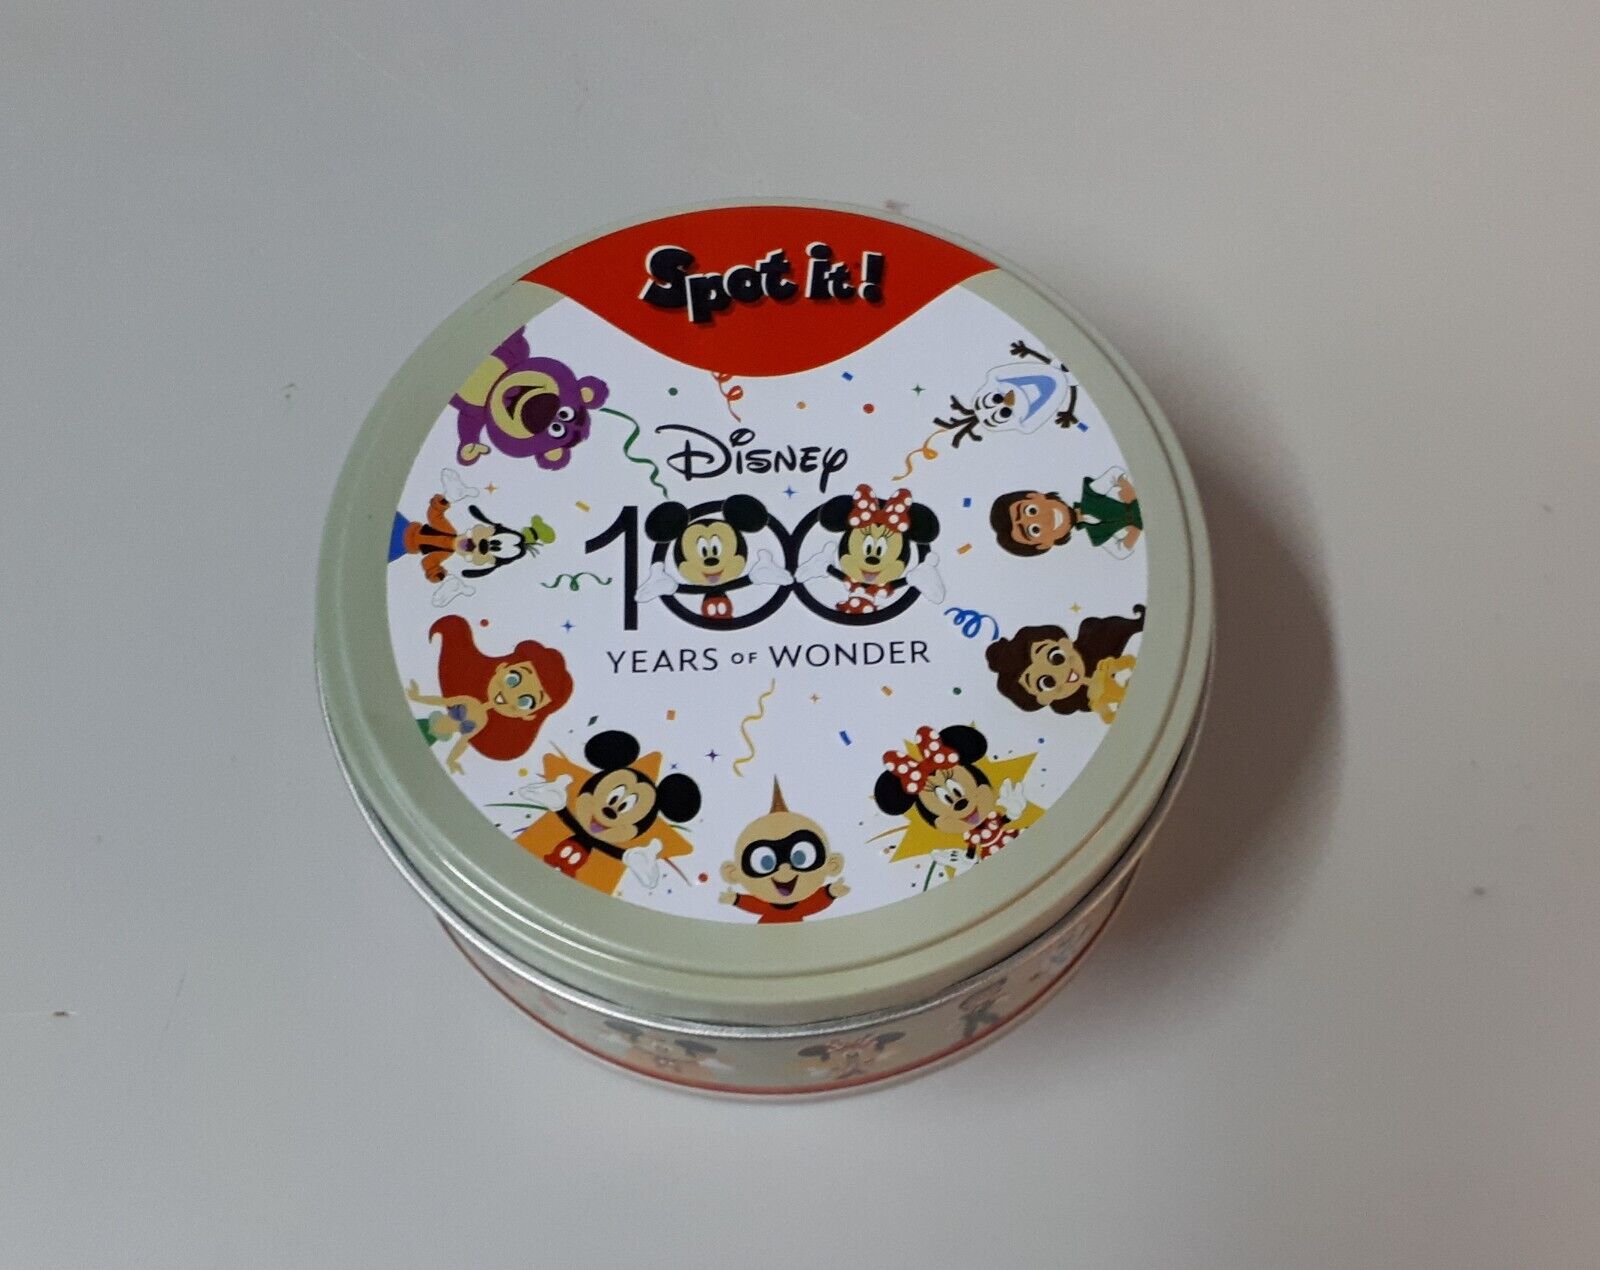 Spot it!
Disney
100
YEARS OF WONDER